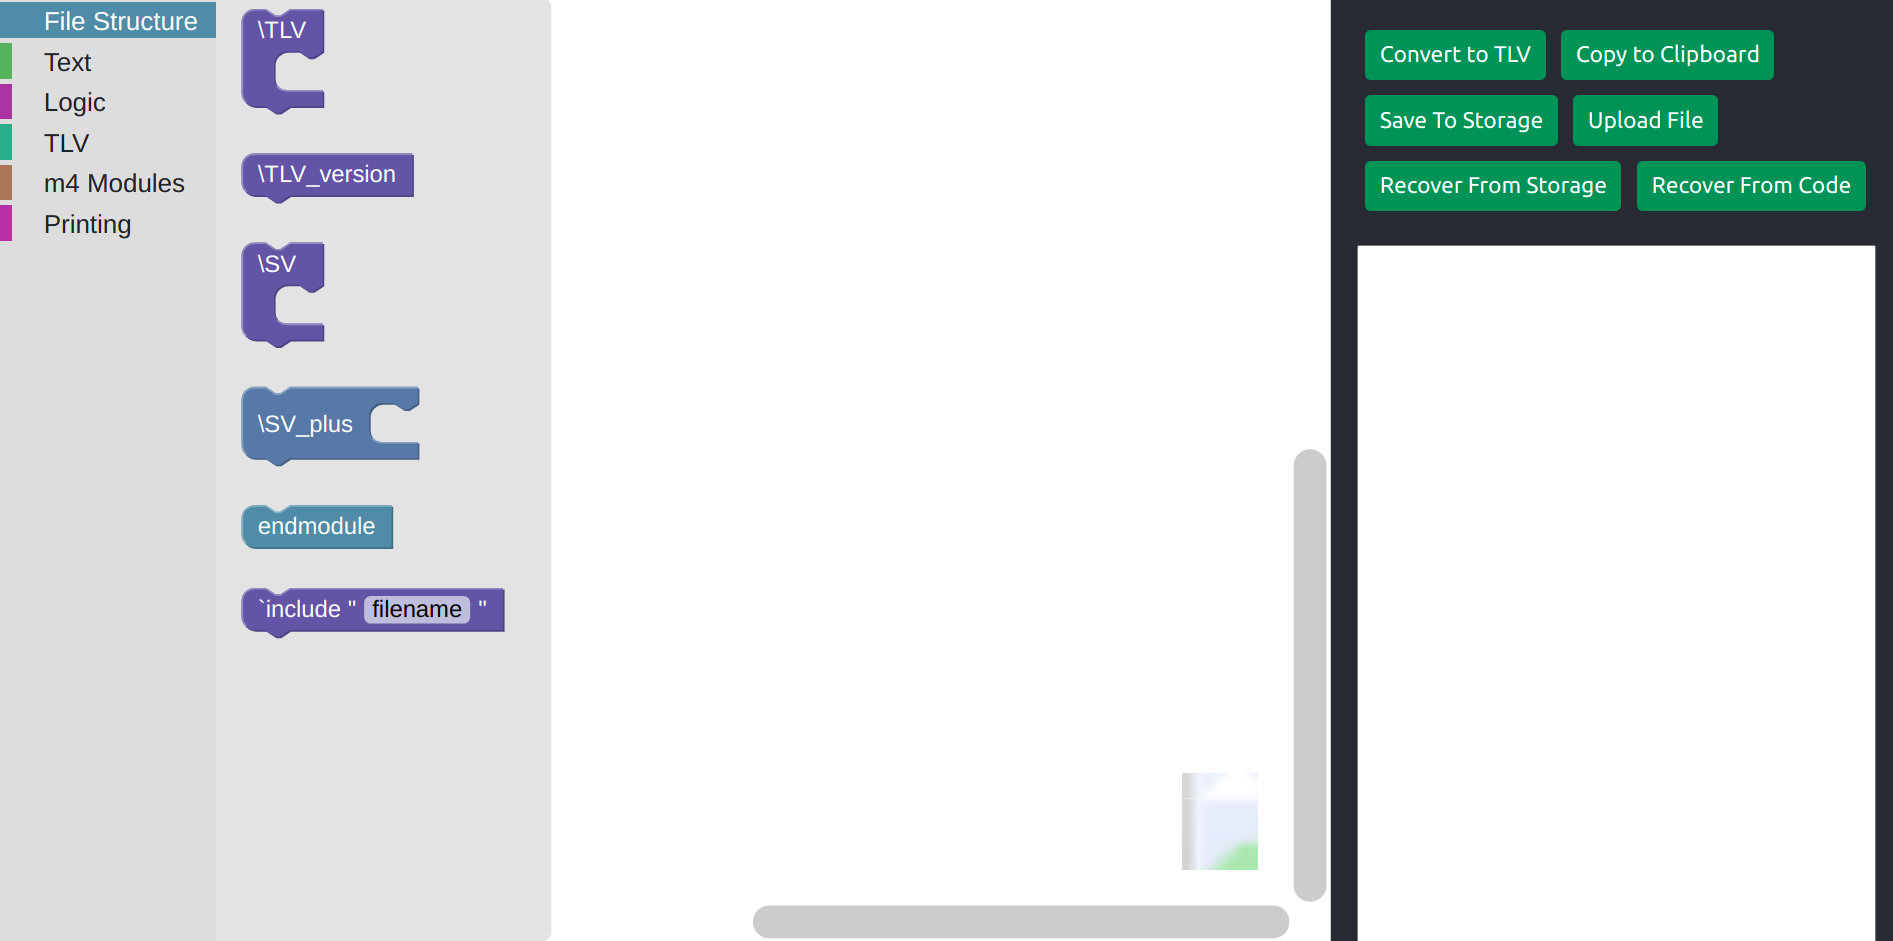 File Structure
Text
Logic
TLV
m4 Modules
Printing
\TLV
\TLV_version
\SV
\SV_plus
endmodule
`include " filename "
Convert to TLV
Copy to Clipboard
Save To Storage
Upload File
Recover From Storage
Recover From Code